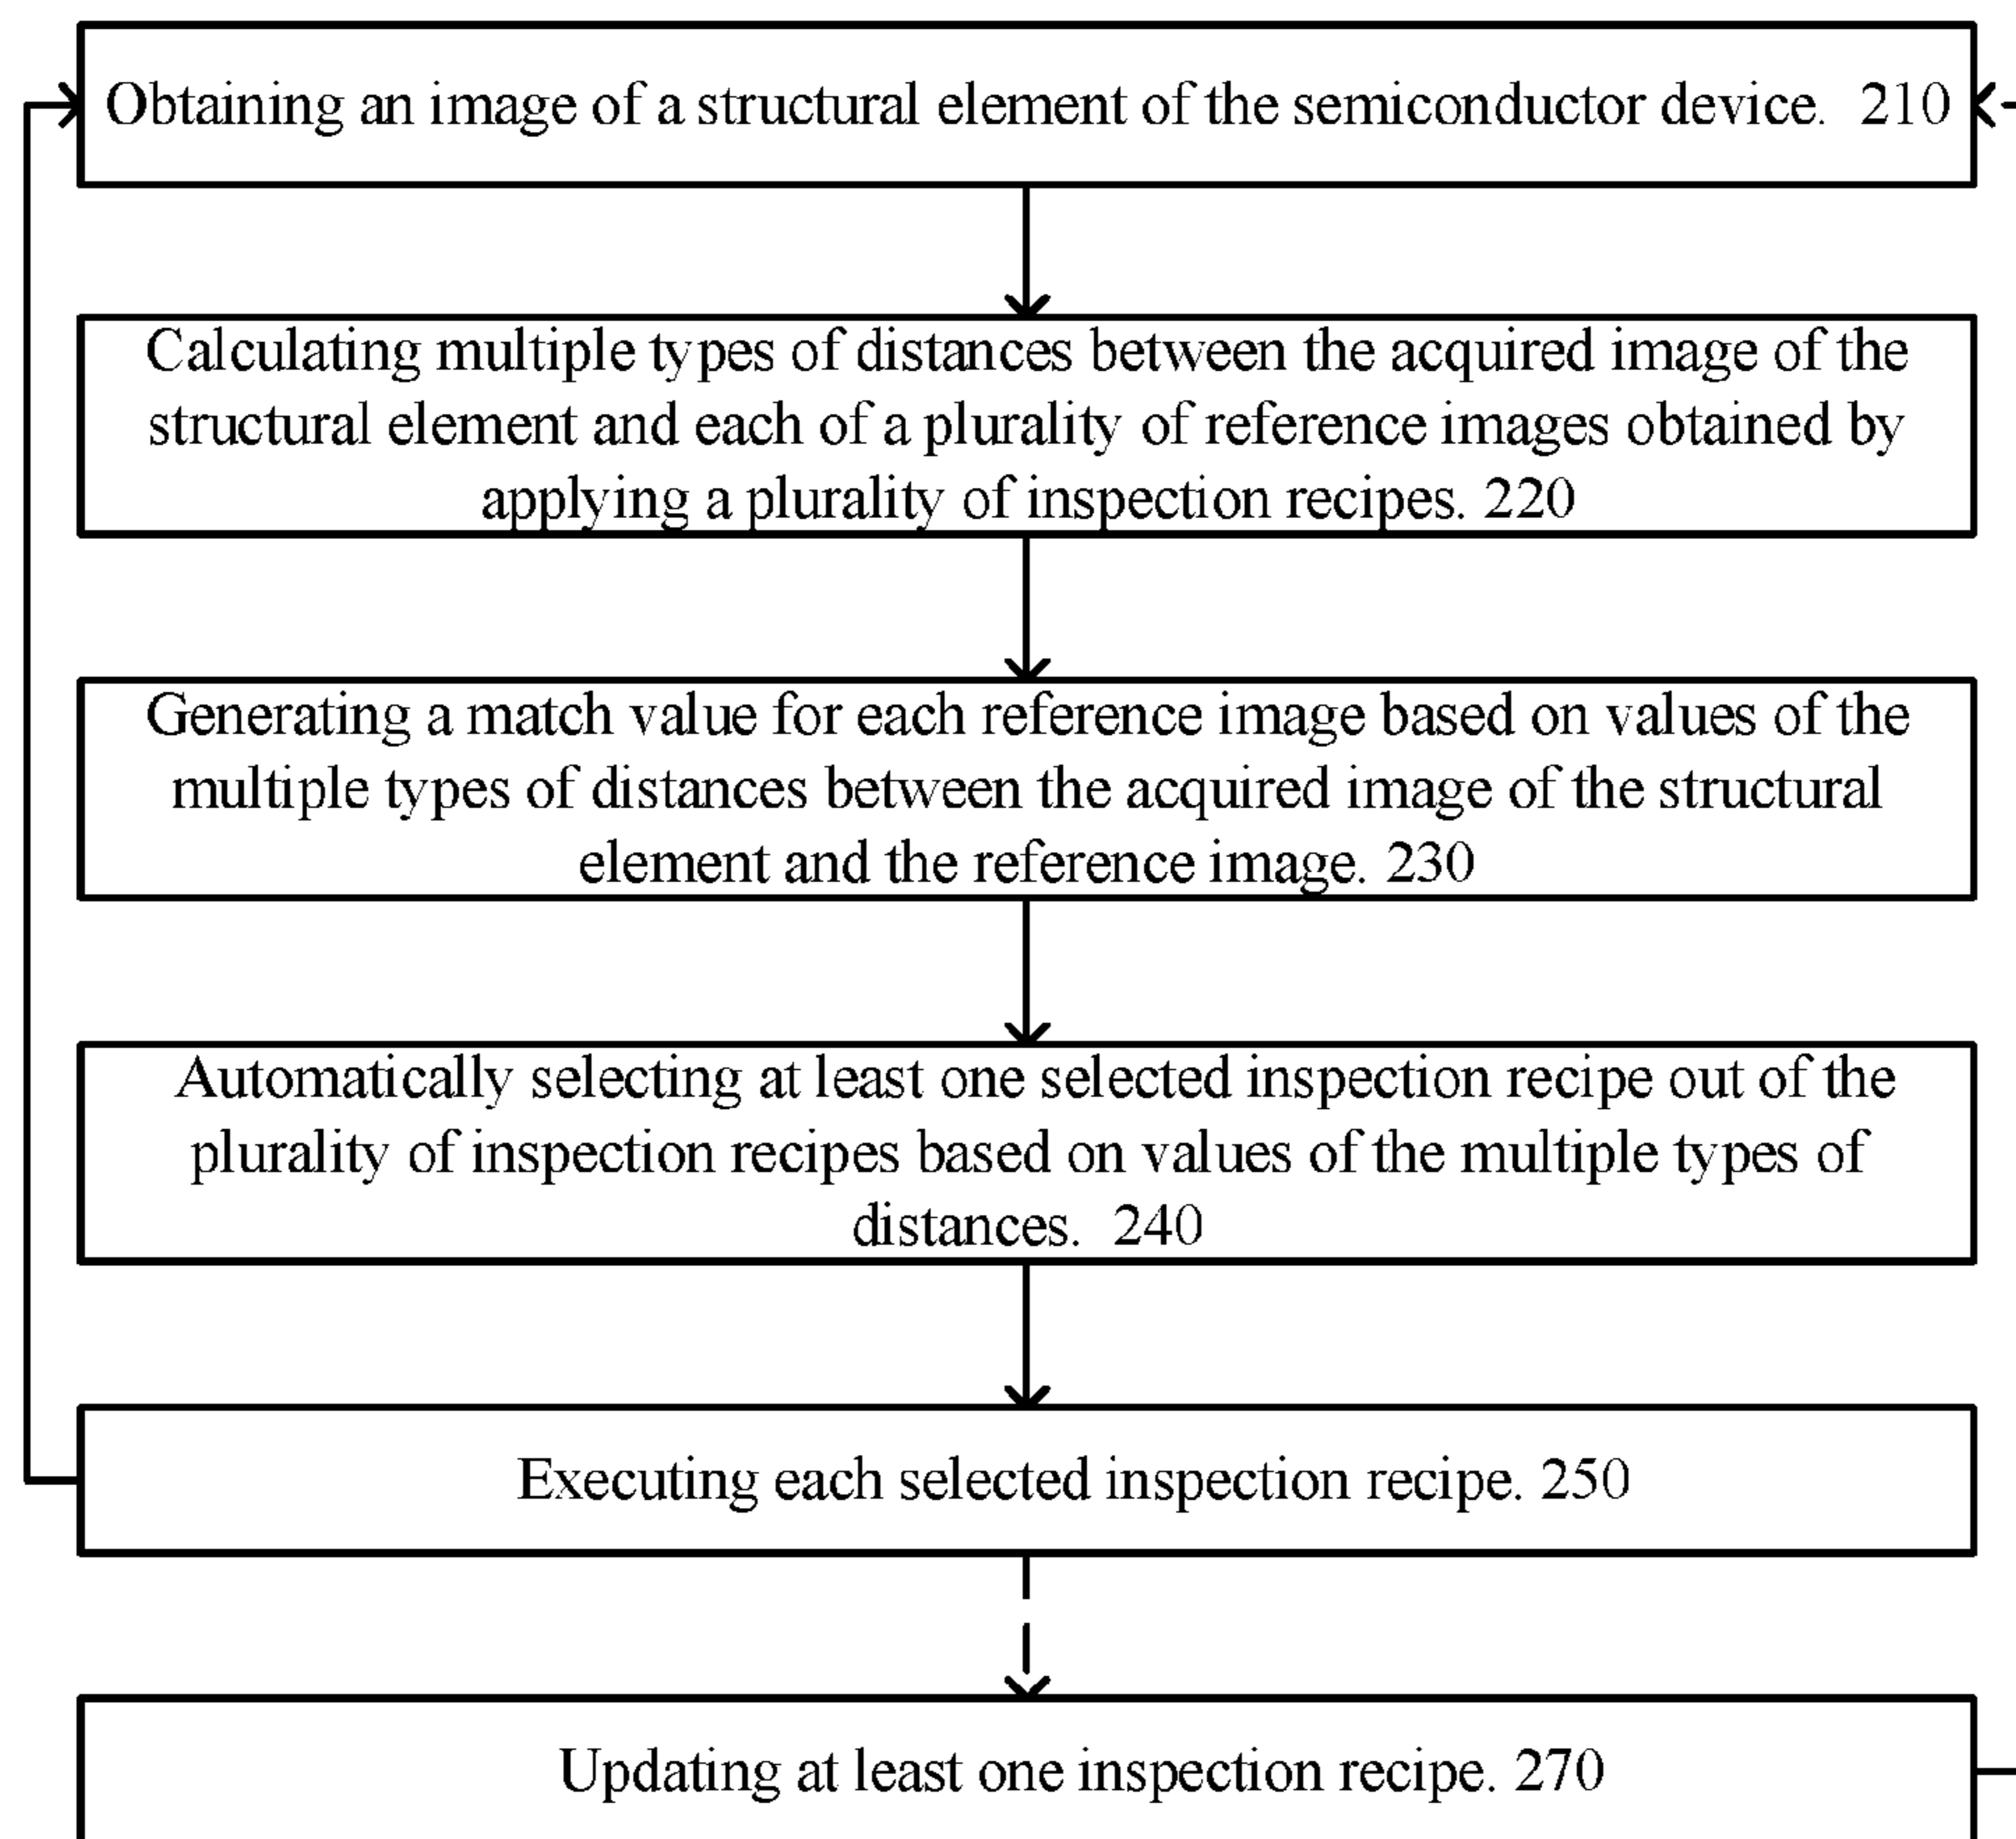 Obtaining an image of a structural element of the semiconductor device. 210
Calculating multiple types of distances between the acquired image of the
structural element and each of a plurality of reference images obtained by
applying a plurality of inspection recipes. 220
Generating a match value for each reference image based on values of the
multiple types of distances between the acquired image of the structural
element and the reference image. 230
Automatically selecting at least one selected inspection recipe out of the
plurality of inspection recipes based on values of the multiple types of
distances. 240
Executing each selected inspection recipe. 250
Updating at least one inspection recipe. 270